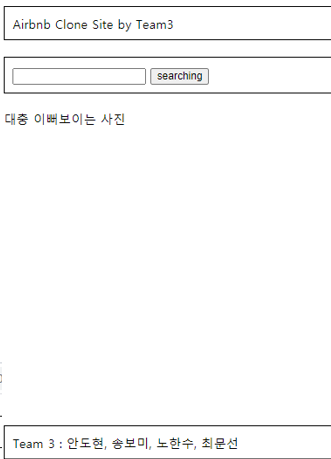 Airbnb Clone Site by Team3
searching
대충 이뻐보이는 사진
Team 3 : 안도현, 송보미, 노한수, 최문선